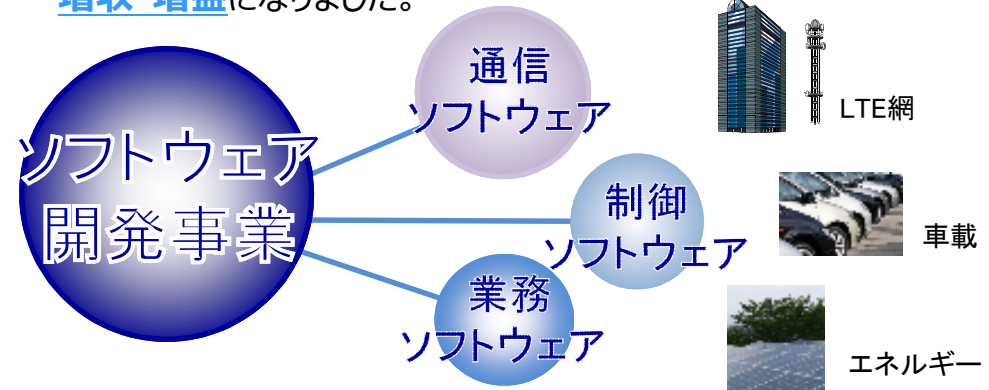 増収・増益になりました。
ソフトウェア
開発事業
通信
ソフトウェア
LTE網
制御
ソフトウェア
車載
業務
ソフトウェア
エネルギー